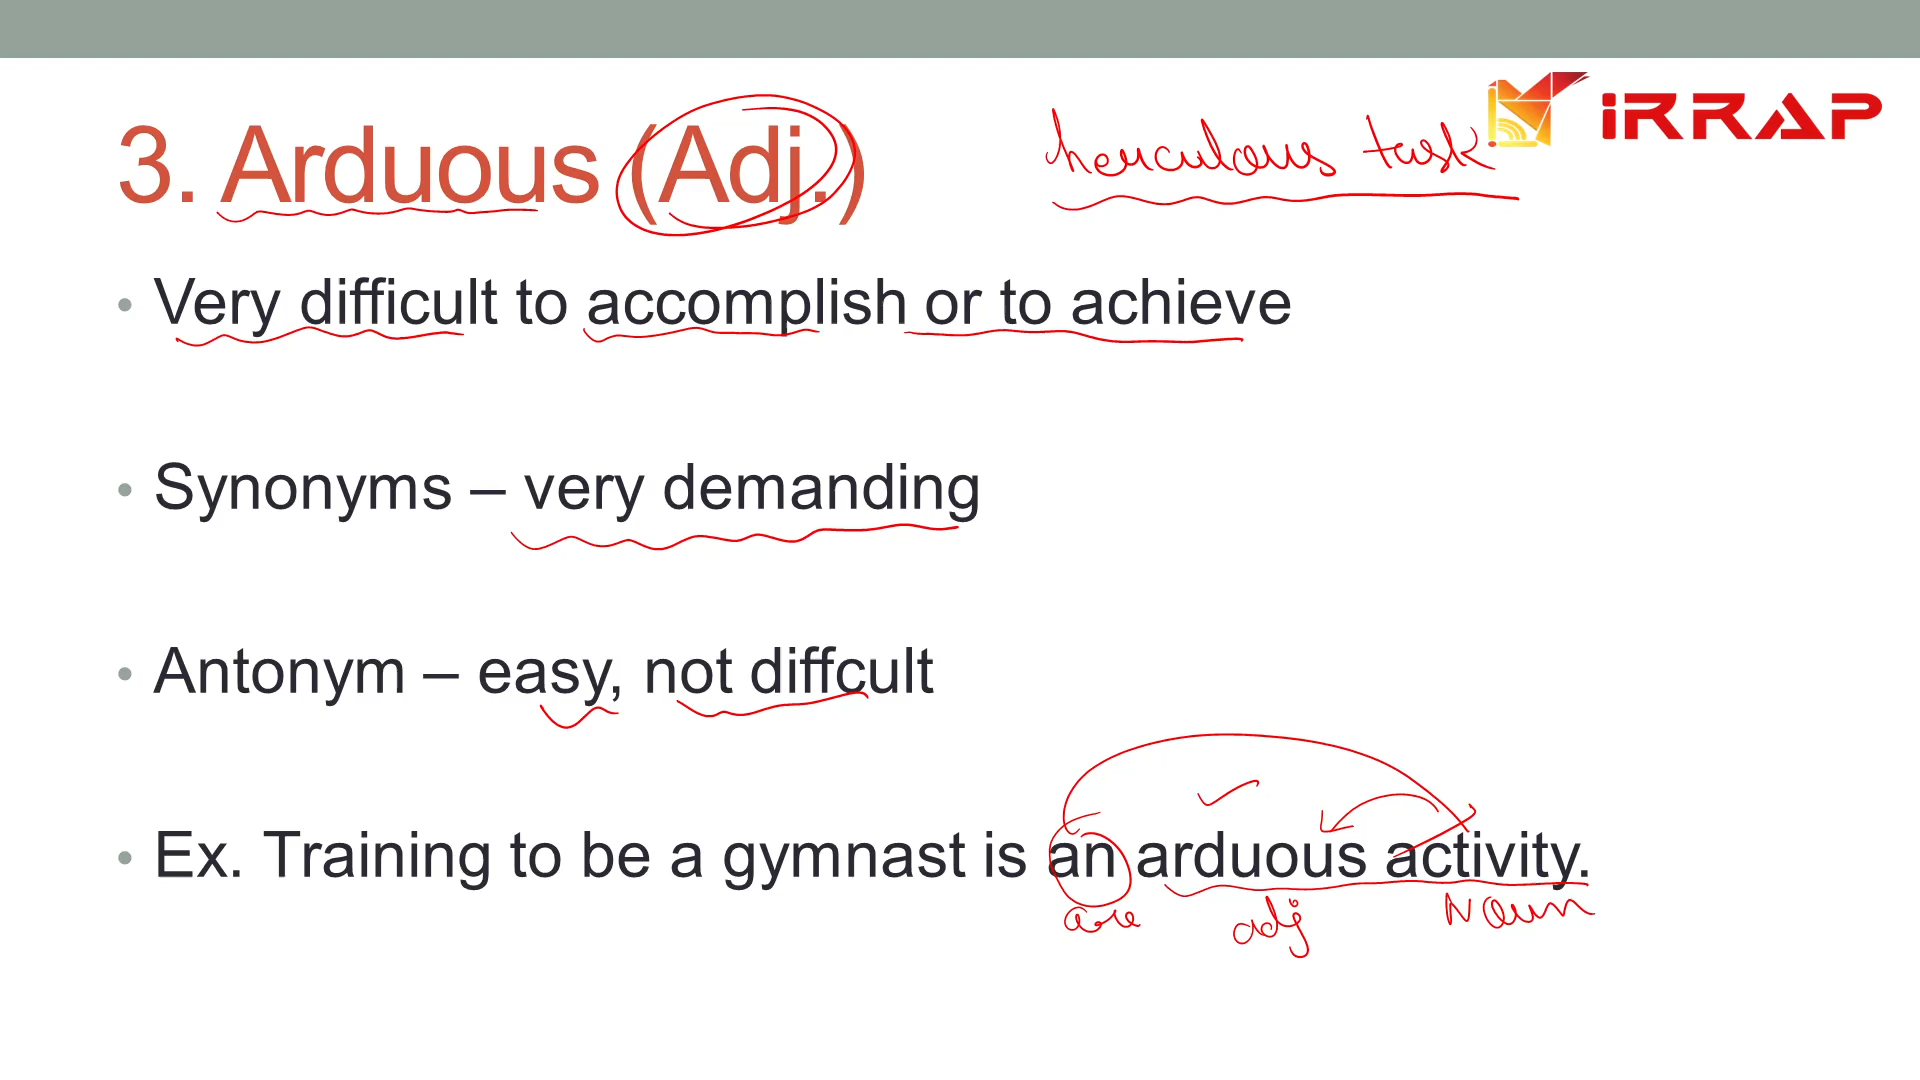 3. Arduous (Adj.)
herculous task
iRRAP
• Very difficult to accomplish or to achieve
• Synonyms – very demanding
• Antonym – easy, not diffcult
• Ex. Training to be a gymnast is an arduous activity.
adj Noun